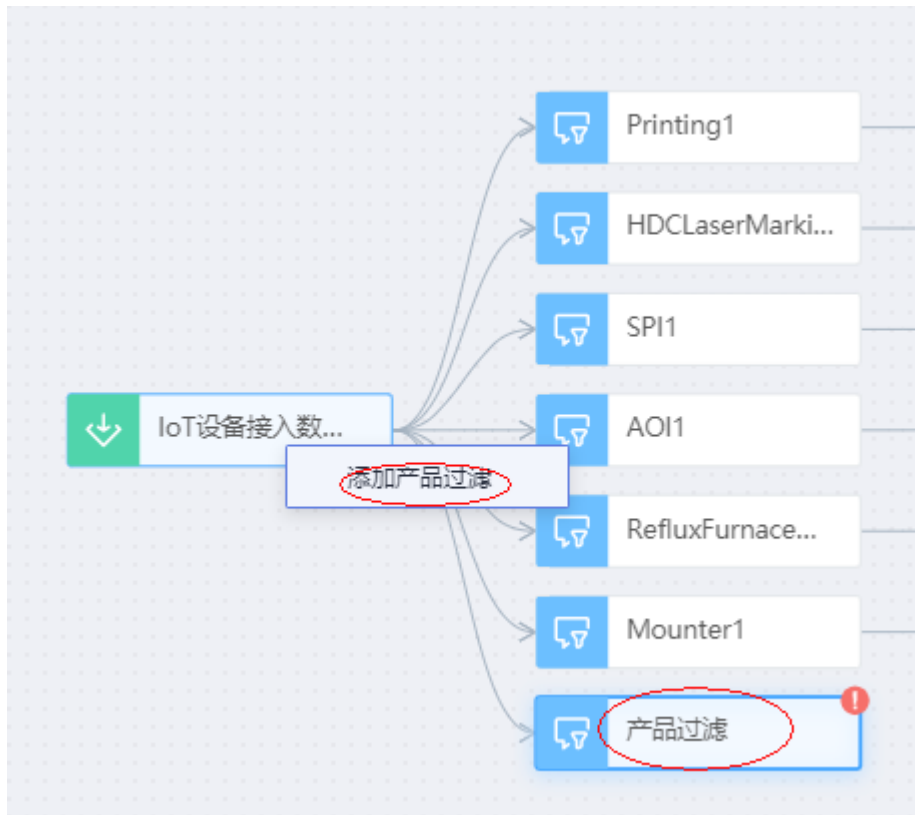 Printing1
HDCLaserMarki...
SPI1
IoT设备接入数...
AOI1
添加产品过滤
RefluxFurnace...
Mounter1
产品过滤
!